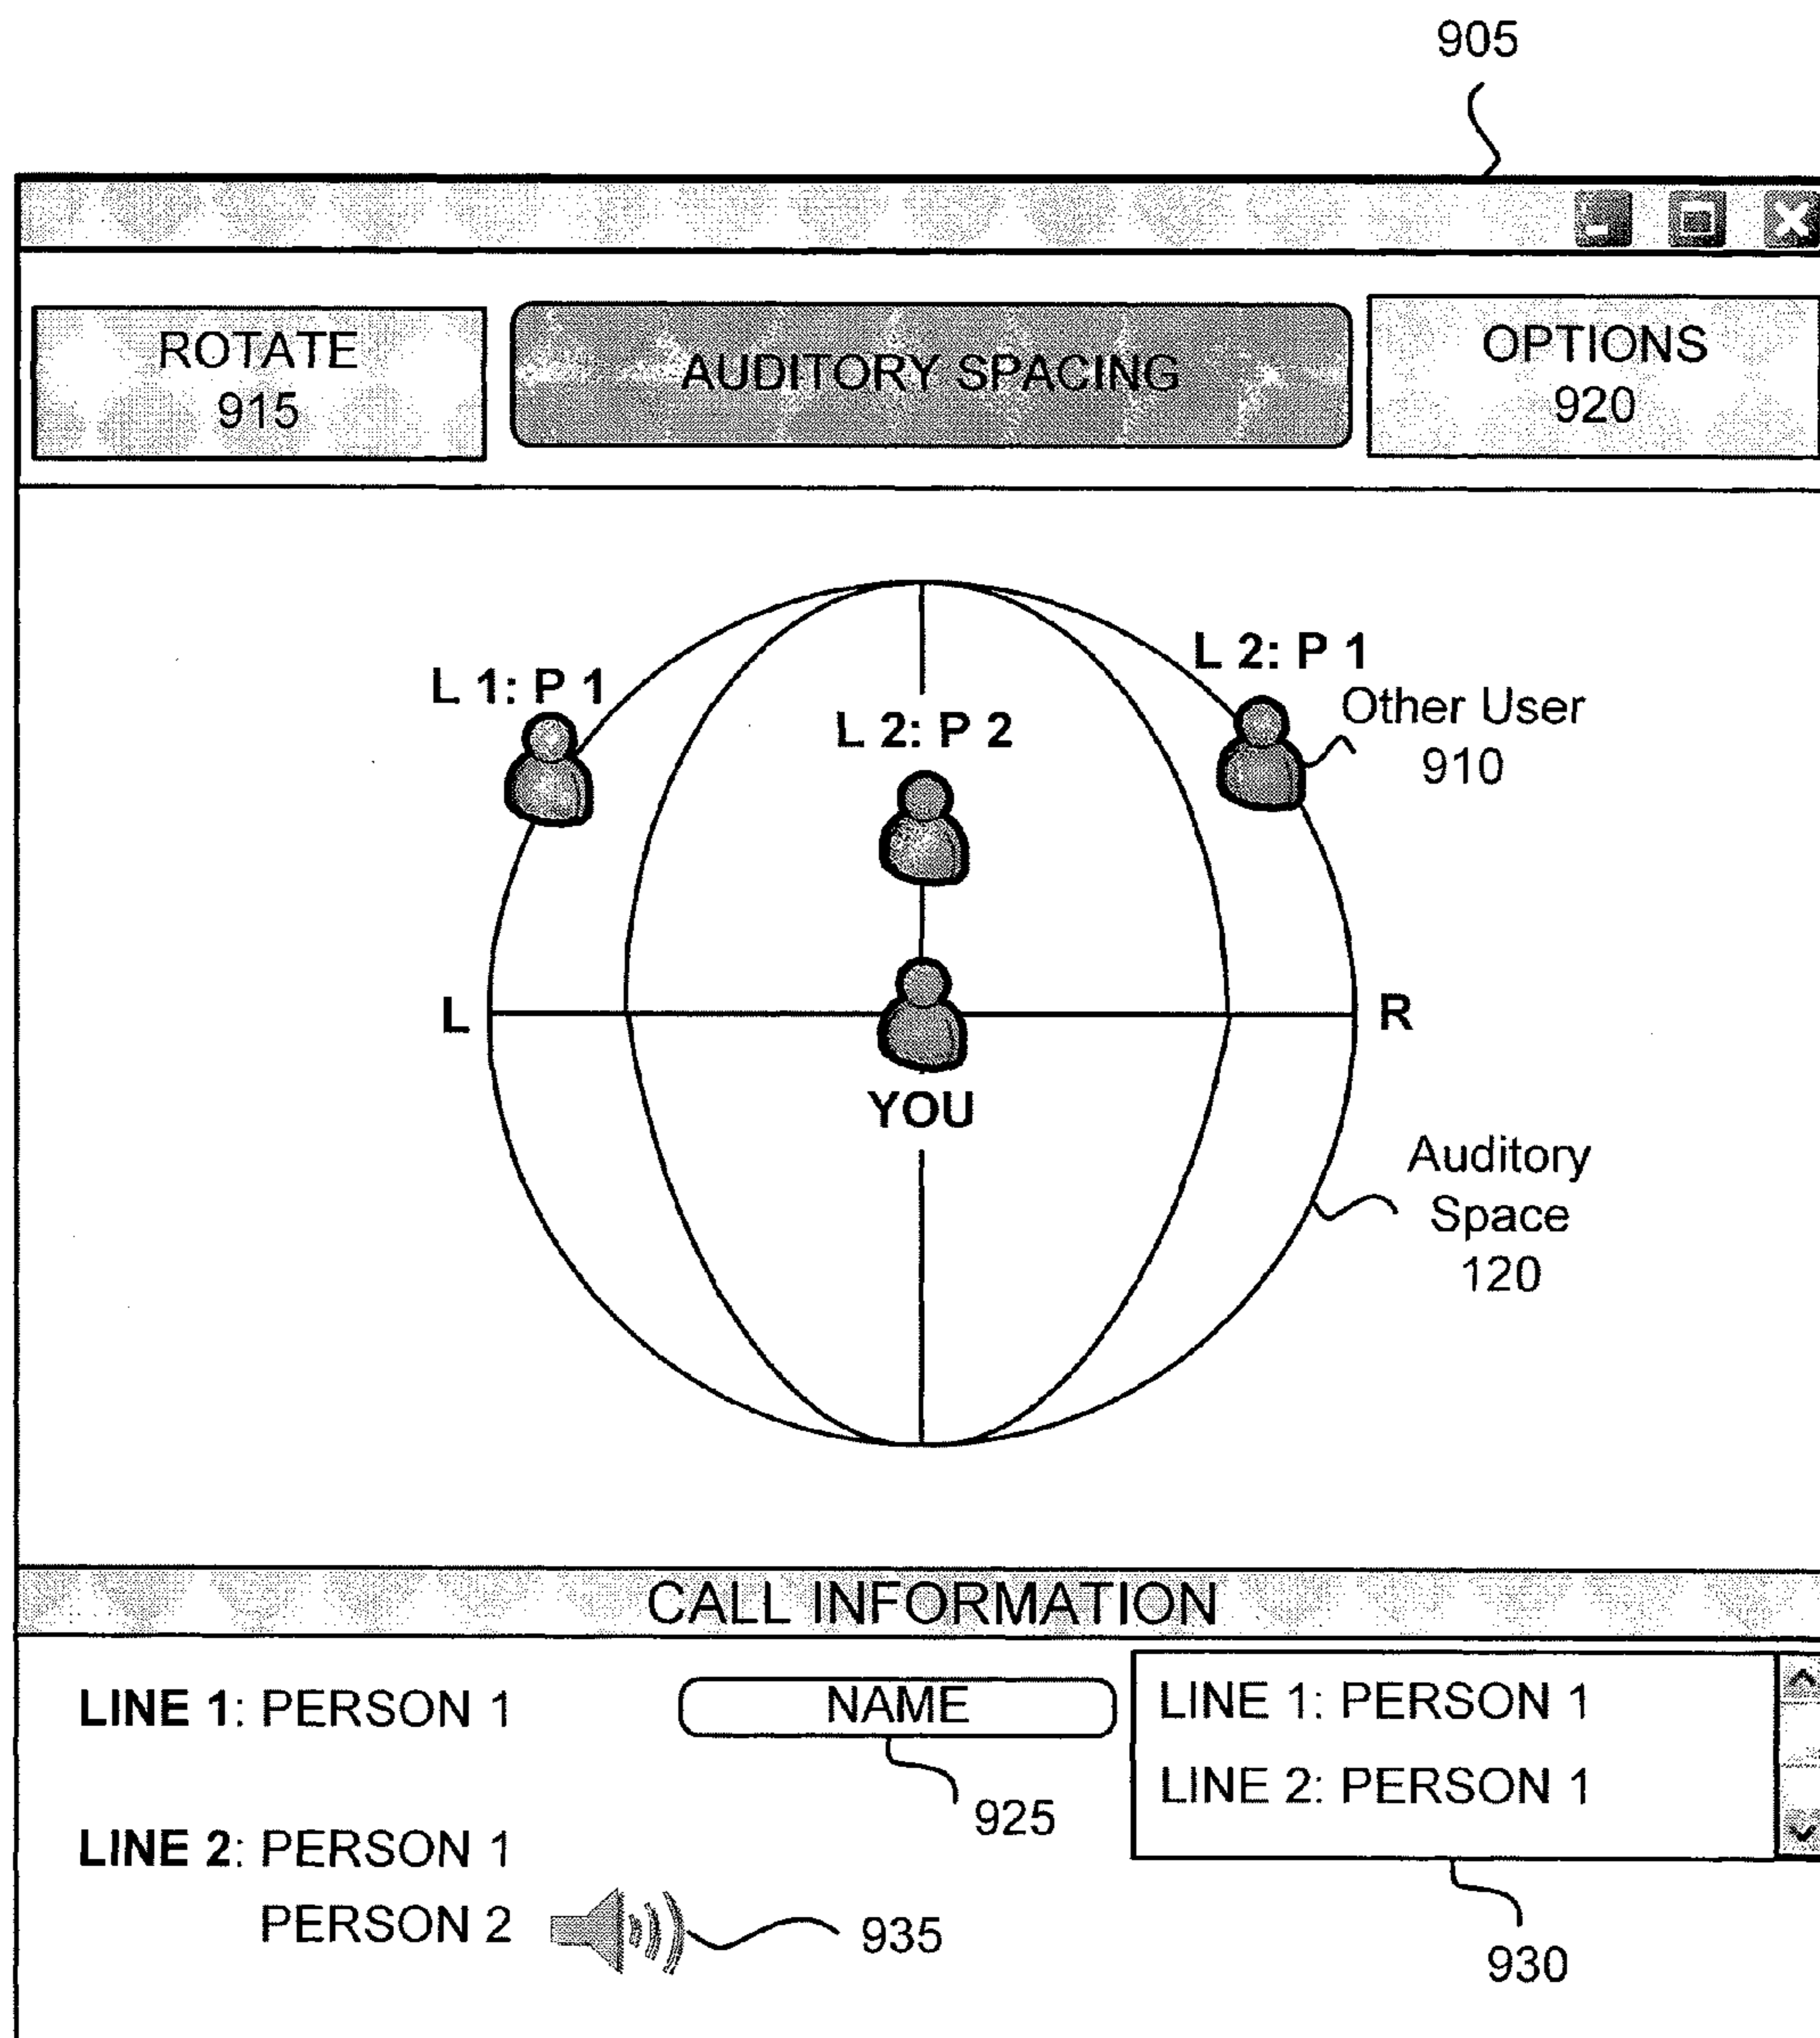 905
ROTATE
915
AUDITORY SPACING
OPTIONS
920
L 1: P 1
L 2: P 1
L 2: P 2
Other User
910
L
R
YOU
Auditory
Space
120
CALL INFORMATION
LINE 1: PERSON 1
NAME
925
LINE 1: PERSON 1
LINE 2: PERSON 1
930
LINE 2: PERSON 1
PERSON 2
935